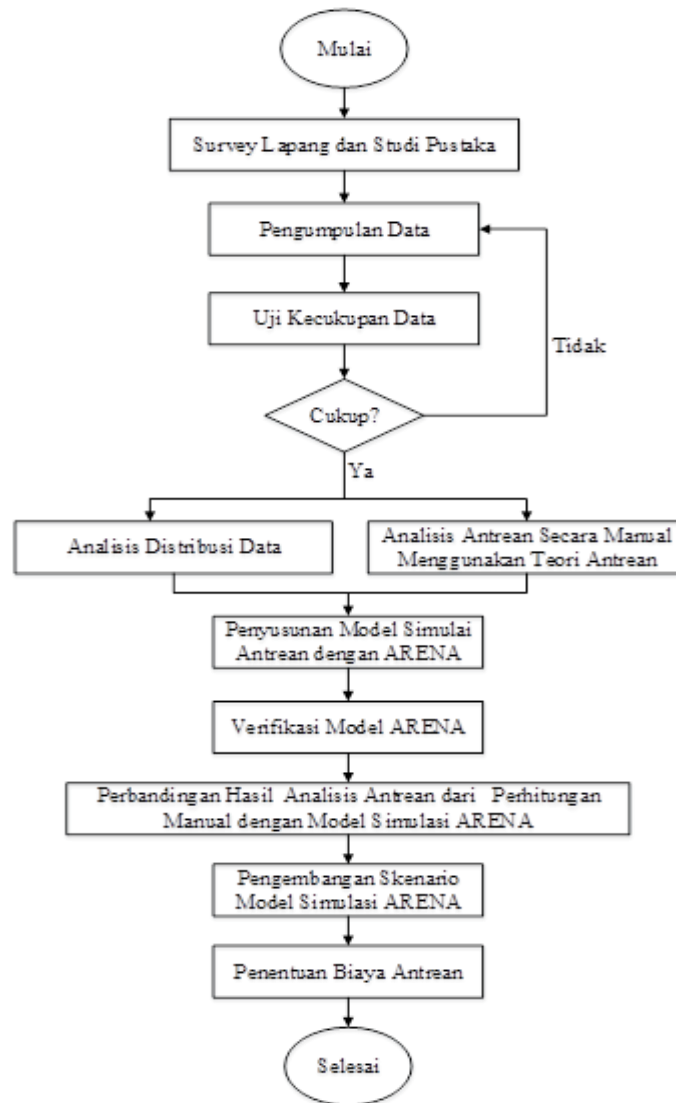 Mulai
Survey Lapang dan Studi Pustaka
Pengumpulan Data
Uji Kecukupan Data
Tidak
Cukup?
Ya
Analisis Distribusi Data
Analisis Antrean Secara Manual
Menggunakan Teori Antrean
Penyusunan Model Simulai
Antrean dengan ARENA
Verifikasi Model ARENA
Perbandingan Hasil Analisis Antrean dari Perhitungan
Manual dengan Model Simulasi ARENA
Pengembangan Skenario
Model Simulasi ARENA
Penentuan Biaya Antrean
Selesai